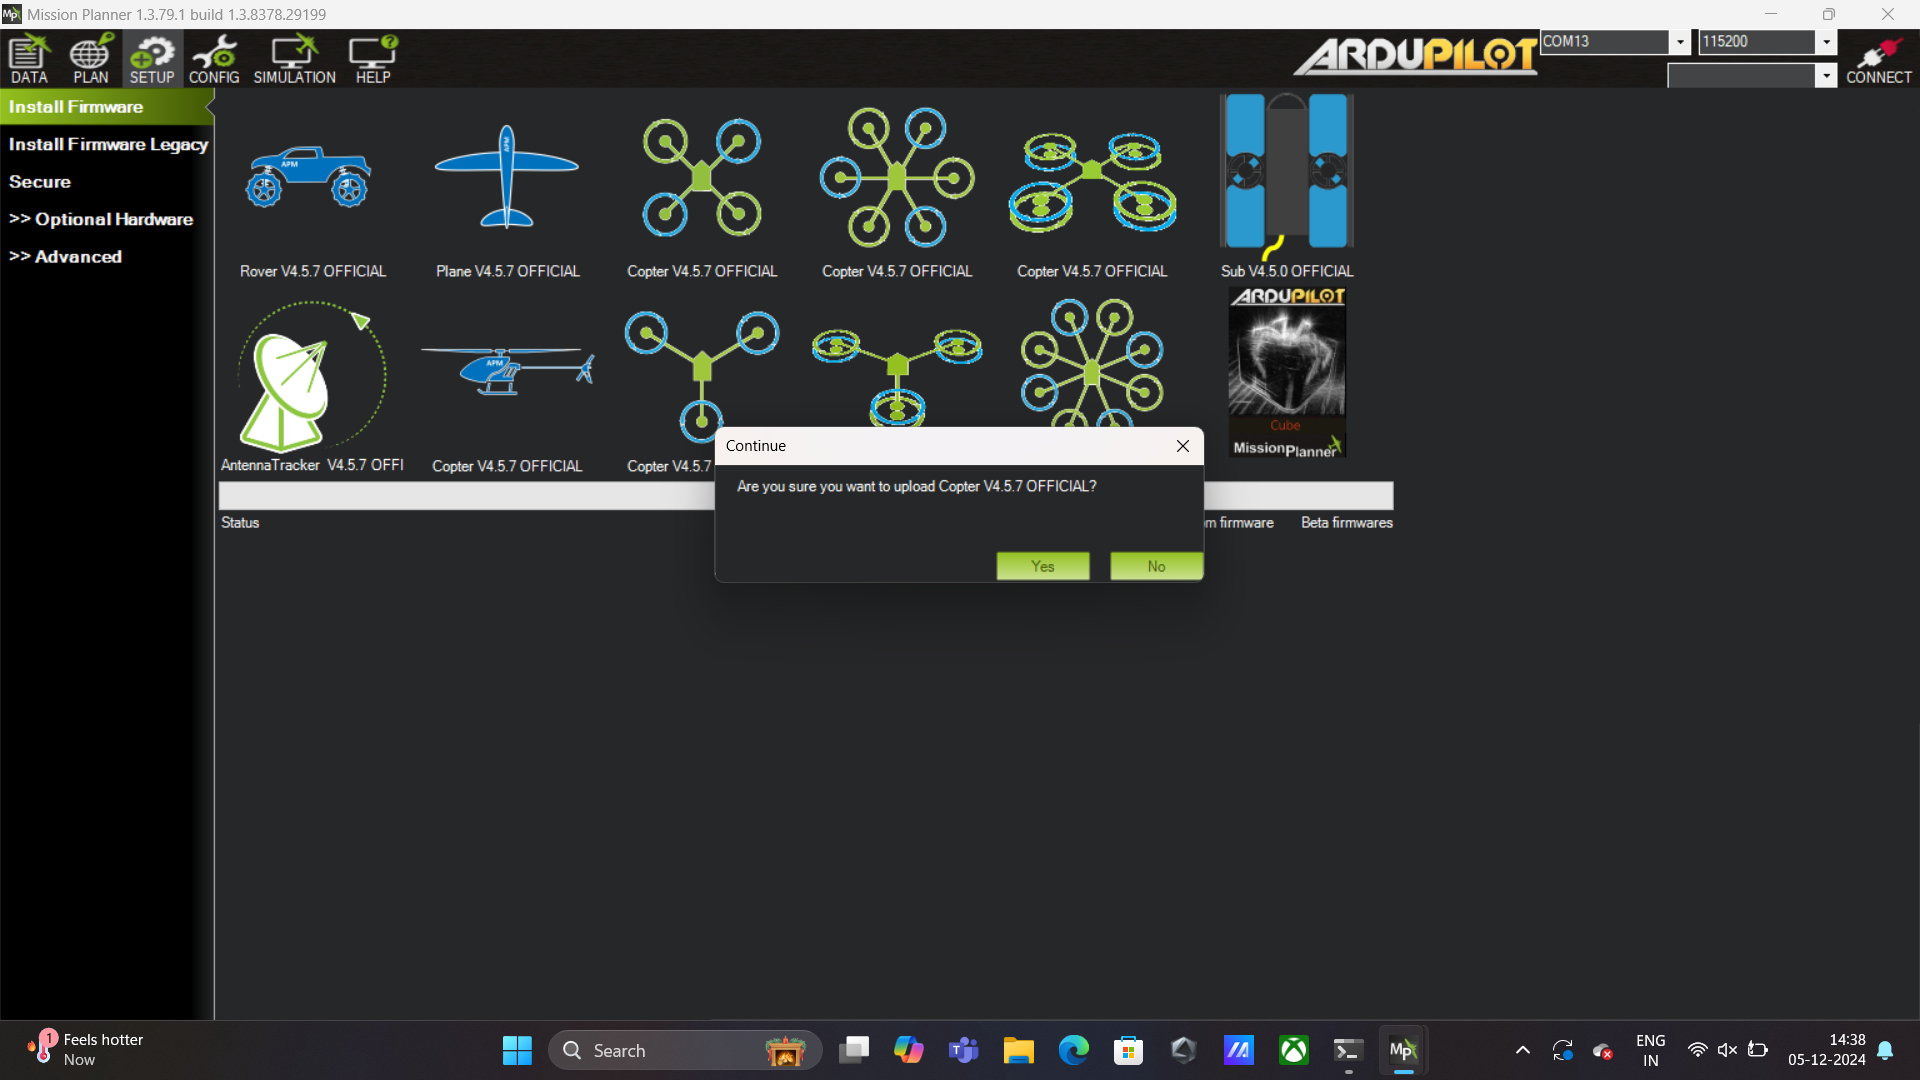 Mission Planner 1.3.79.1 build 1.3.8378.29199
DATA
PLAN
SETUP
CONFIG
SIMULATION
HELP
ARDUPILOT
COM13
115200
CONNECT
Install Firmware
Install Firmware Legacy
Secure
>> Optional Hardware
>> Advanced
APM
APM
Rover V4.5.7 OFFICIAL
Plane V4.5.7 OFFICIAL
Copter V4.5.7 OFFICIAL
Copter V4.5.7 OFFICIAL
Copter V4.5.7 OFFICIAL
Sub V4.5.0 OFFICIAL
APM
ARDUPILOT
Cube
MissionPlanner
AntennaTracker V4.5.7 OFFI
Copter V4.5.7 OFFICIAL
Copter V4.5.7
Continue
Are you sure you want to upload Copter V4.5.7 OFFICIAL?
Yes
No
Status
m firmware
Beta firmwares
1
Feels hotter
Now
Search
MP
ENG
IN
14:38
05-12-2024